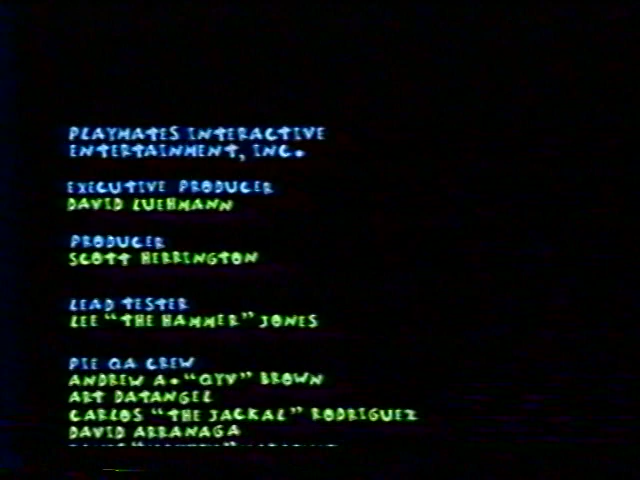 PLAYMATES INTERACTIVE
ENTERTAINMENT, INC.
EXECUTIVE PRODUCER
DAVID LUEHMANN
PRODUCER
SCOTT HERRINGTON
LEAD TESTER
LEE "THE HAMMER" JONES
PIE QA CREW
ANDREW A. "QYV" BROWN
ART DATANGEL
CARLOS "THE JACKAL" RODRIGUEZ
DAVID ARRANAGA